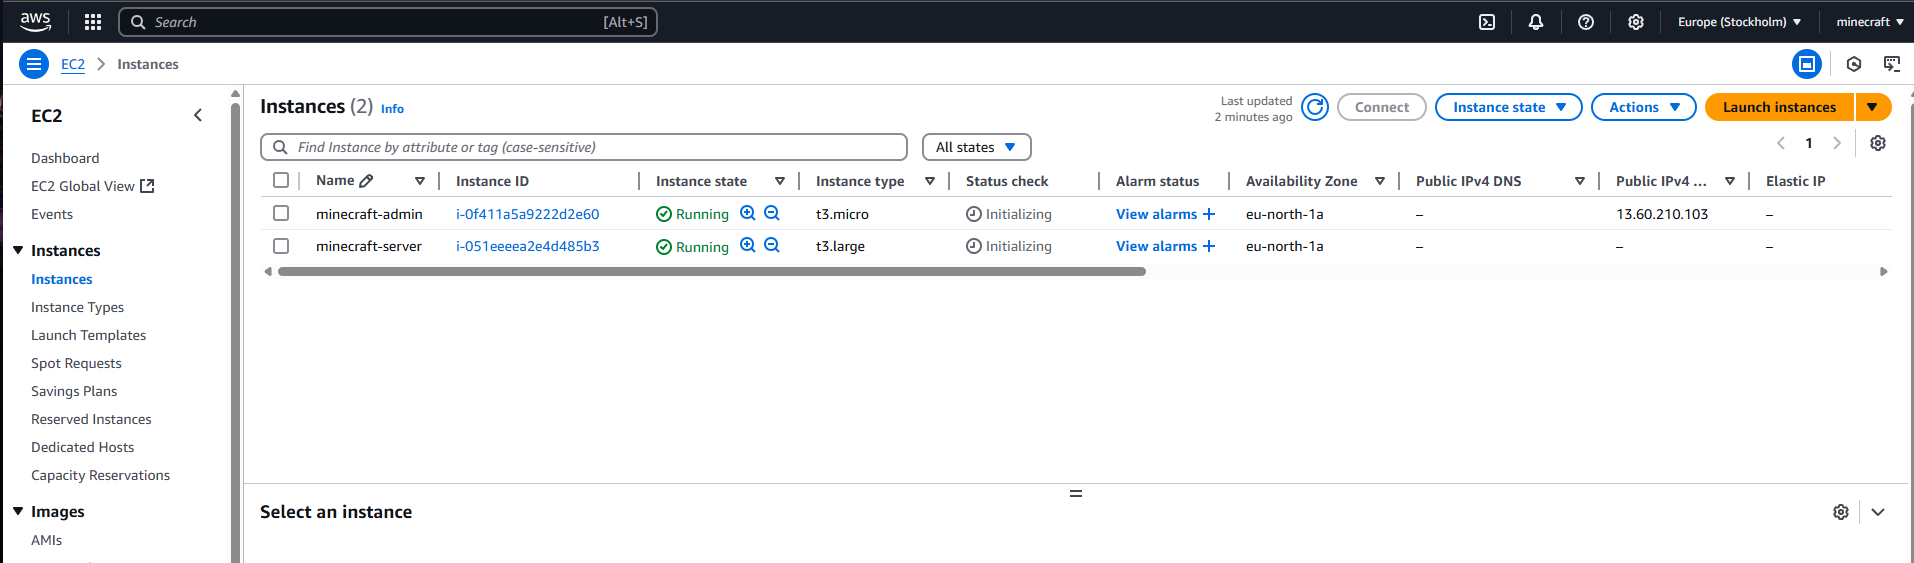 aws
Search [Alt+S]
Europe (Stockholm)
minecraft
EC2 Instances
EC2
Dashboard
EC2 Global View
Events
Instances
Instances
Instance Types
Launch Templates
Spot Requests
Savings Plans
Reserved Instances
Dedicated Hosts
Capacity Reservations
Images
AMIs
Instances (2) Info
Last updated
2 minutes ago
Connect
Instance state
Actions
Launch instances
Find Instance by attribute or tag (case-sensitive)
All states
1
Name Instance ID Instance state Instance type Status check Alarm status Availability Zone Public IPv4 DNS Public IPv4 ... Elastic IP
minecraft-admin i-0f411a5a9222d2e60 Running t3.micro Initializing View alarms + eu-north-1a – 13.60.210.103 –
minecraft-server i-051eeeea2e4d485b3 Running t3.large Initializing View alarms + eu-north-1a – – –
Select an instance